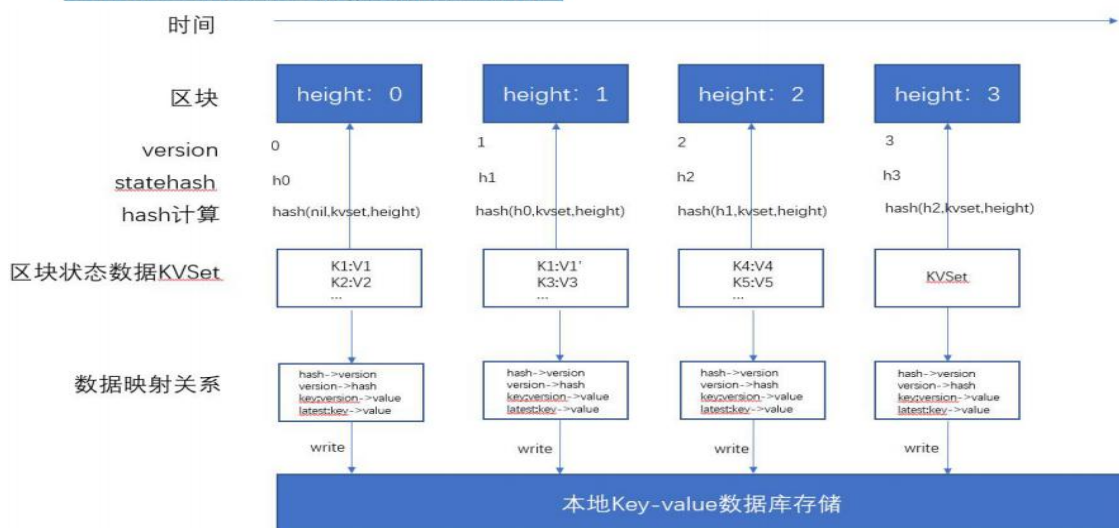 时间
区块
height: 0
height: 1
height: 2
height: 3
version
0
1
2
3
statehash
h0
h1
h2
h3
hash计算
hash(nil,kvset,height)
hash(h0,kvset,height)
hash(h1,kvset,height)
hash(h2,kvset,height)
区块状态数据KVSet
K1:V1
K2:V2
...
K1:V1'
K3:V3
...
K4:V4
K5:V5
...
KVSet
数据映射关系
hash->version
version->hash
key:version->value
latest:key->value
hash->version
version->hash
key:version->value
latest:key->value
hash->version
version->hash
key:version->value
latest:key->value
hash->version
version->hash
key:version->value
latest:key->value
write
write
write
write
本地Key-value数据库存储